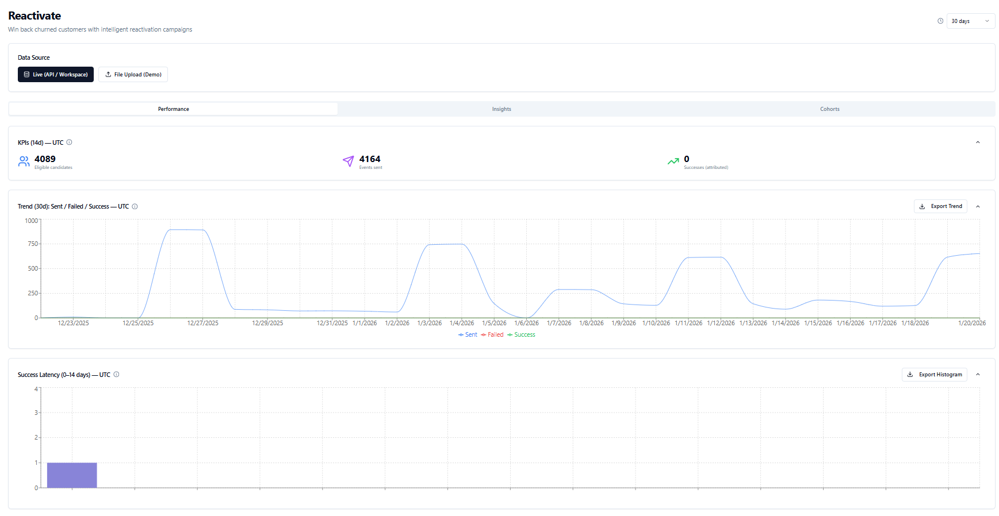 Reactivate
Win back churned customers with intelligent reactivation campaigns
30 days
Data Source
Live (API / Workspace)
File Upload (Demo)
Performance
Insights
Cohorts
KPIs (14d) — UTC
4089
Eligible candidates
4164
Events sent
0
Successes (attributed)
Trend (30d): Sent / Failed / Success — UTC
Export Trend
1000
750
500
250
0
12/23/2025 12/25/2025 12/27/2025 12/29/2025 12/31/2025 1/1/2026 1/2/2026 1/3/2026 1/4/2026 1/5/2026 1/6/2026 1/7/2026 1/8/2026 1/9/2026 1/10/2026 1/11/2026 1/12/2026 1/13/2026 1/14/2026 1/15/2026 1/16/2026 1/17/2026 1/18/2026 1/20/2026
Sent Failed Success
Success Latency (0–14 days) — UTC
Export Histogram
4
3
2
1
0